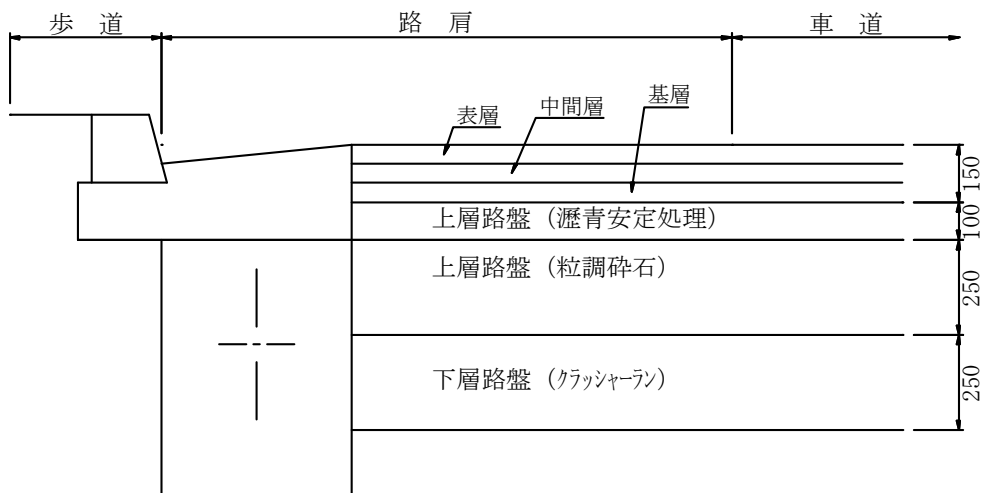 歩 道
路 肩
車 道
基層
中間層
表層
150
上層路盤（瀝青安定処理）
100
上層路盤（粒調砕石）
250
下層路盤（ｸﾗｯｼｬｰﾗﾝ）
250